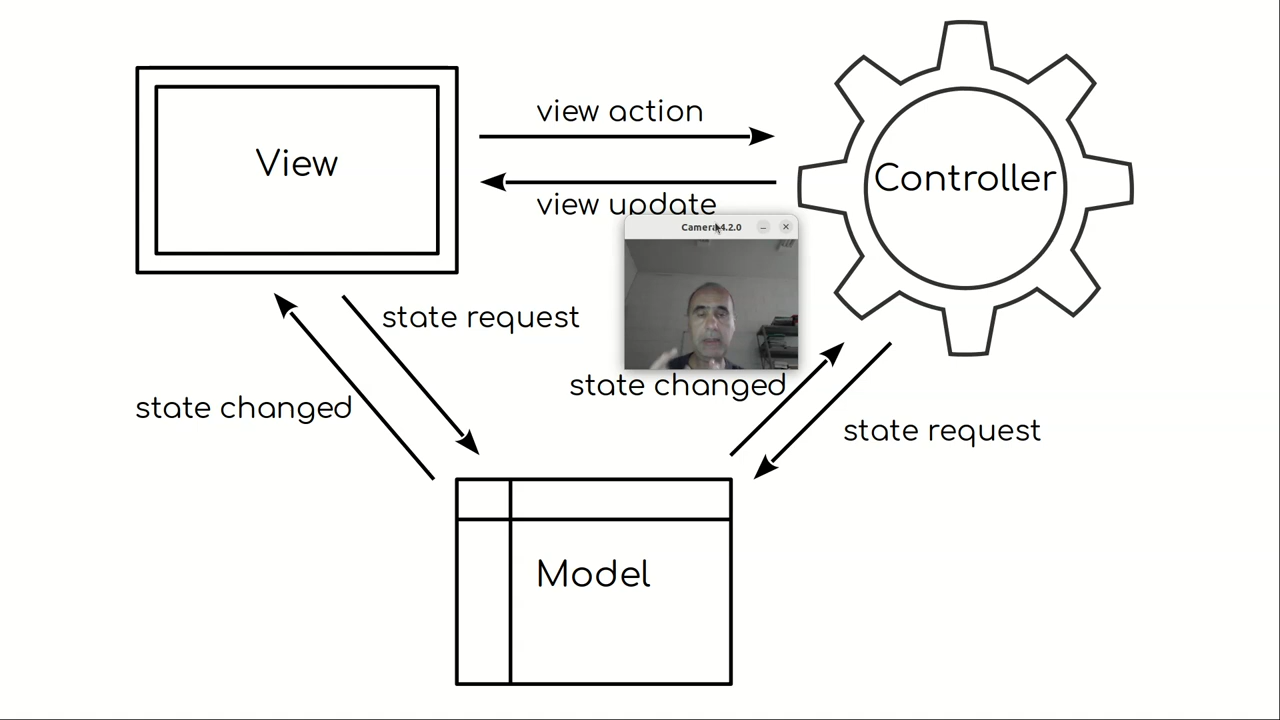 view action
View
Controller
view update
Camera 4.2.0
state request
state changed
state changed
state request
Model